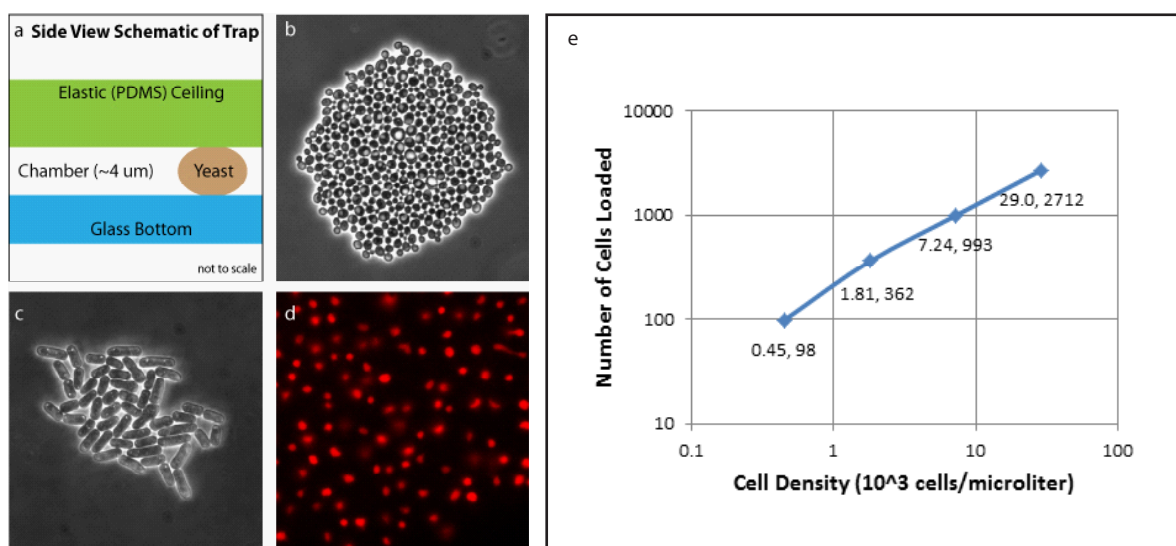 a Side View Schematic of Trap
Elastic (PDMS) Ceiling
Chamber (~4 um)
Yeast
Glass Bottom
not to scale
b
c
d
e
Number of Cells Loaded
10000
1000
100
10
29.0, 2712
7.24, 993
1.81, 362
0.45, 98
0.1
1
10
100
Cell Density (10^3 cells/microliter)